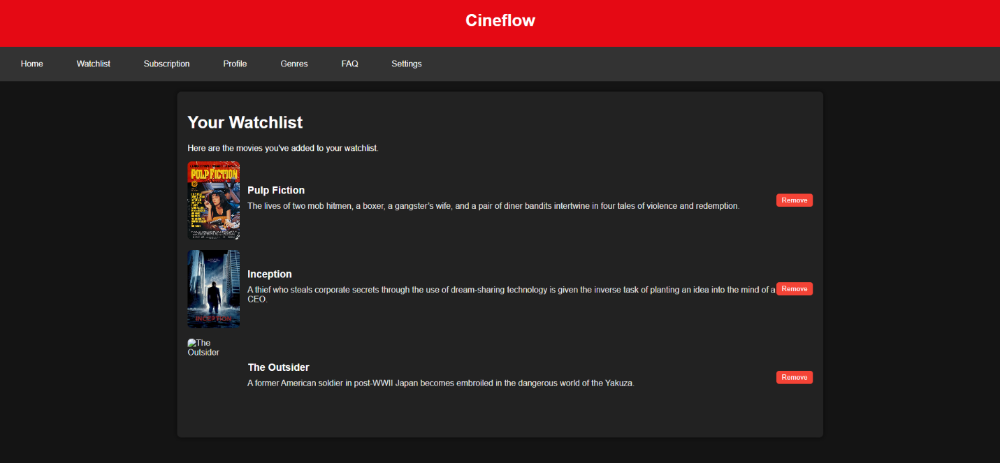 Cineflow
Home
Watchlist
Subscription
Profile
Genres
FAQ
Settings
Your Watchlist
Here are the movies you've added to your watchlist.
PULP FICTION
Pulp Fiction
The lives of two mob hitmen, a boxer, a gangster's wife, and a pair of diner bandits intertwine in four tales of violence and redemption.
Remove
INCEPTION
Inception
A thief who steals corporate secrets through the use of dream-sharing technology is given the inverse task of planting an idea into the mind of a
CEO.
Remove
The
Outsider
The Outsider
A former American soldier in post-WWII Japan becomes embroiled in the dangerous world of the Yakuza.
Remove